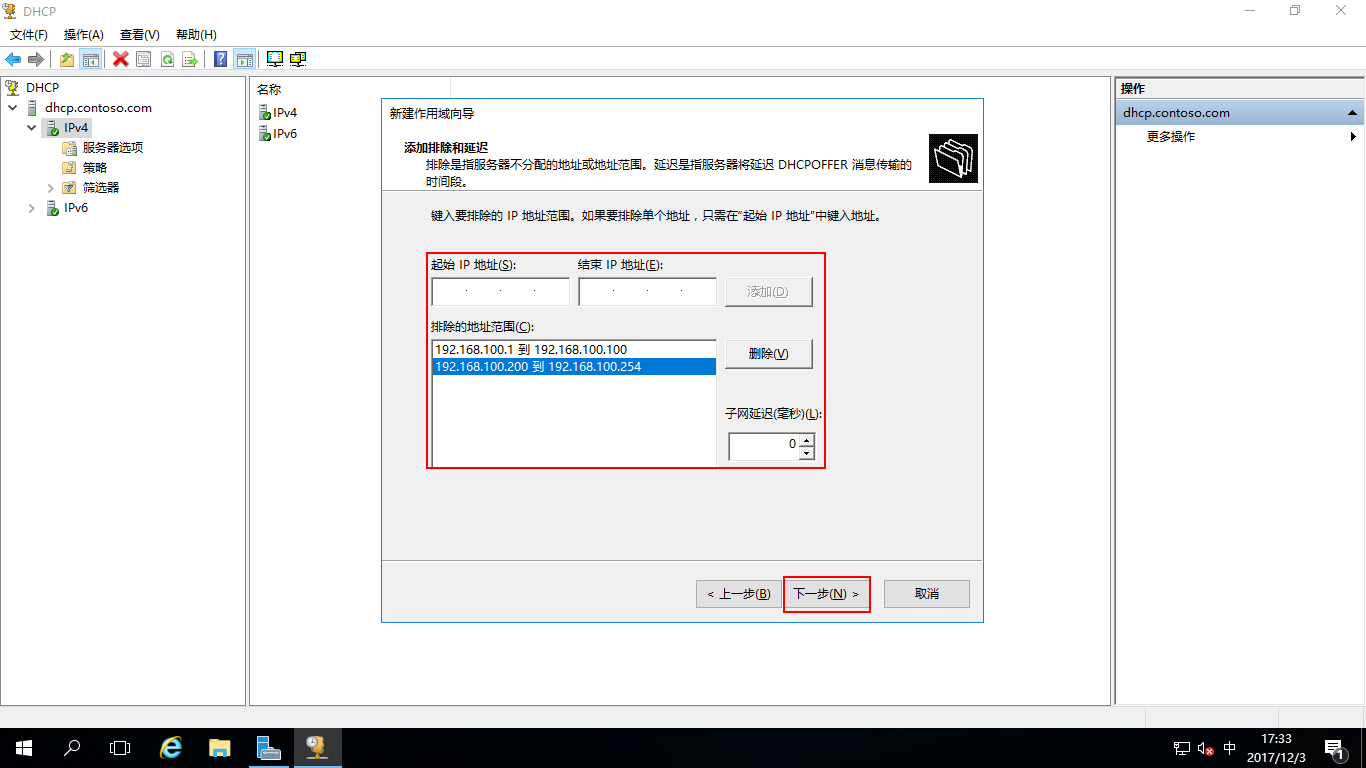 DHCP
文件(F) 操作(A) 查看(V) 帮助(H)
DHCP
dhcp.contoso.com
IPv4
服务器选项
策略
筛选器
IPv6
名称
IPv4
IPv6
新建作用域向导
添加排除和延迟
排除是指服务器不分配的地址或地址范围。延迟是指服务器将延迟 DHCPOFFER 消息传输的
时间段。
键入要排除的 IP 地址范围。如果要排除单个地址，只需在“起始 IP 地址”中键入地址。
起始 IP 地址(S): 结束 IP 地址(E):
添加(D)
排除的地址范围(C):
192.168.100.1 到 192.168.100.100
192.168.100.200 到 192.168.100.254
删除(V)
子网延迟(毫秒)(L):
0
< 上一步(B) 下一步(N) > 取消
操作
dhcp.contoso.com
更多操作
中
17:33
2017/12/3
1